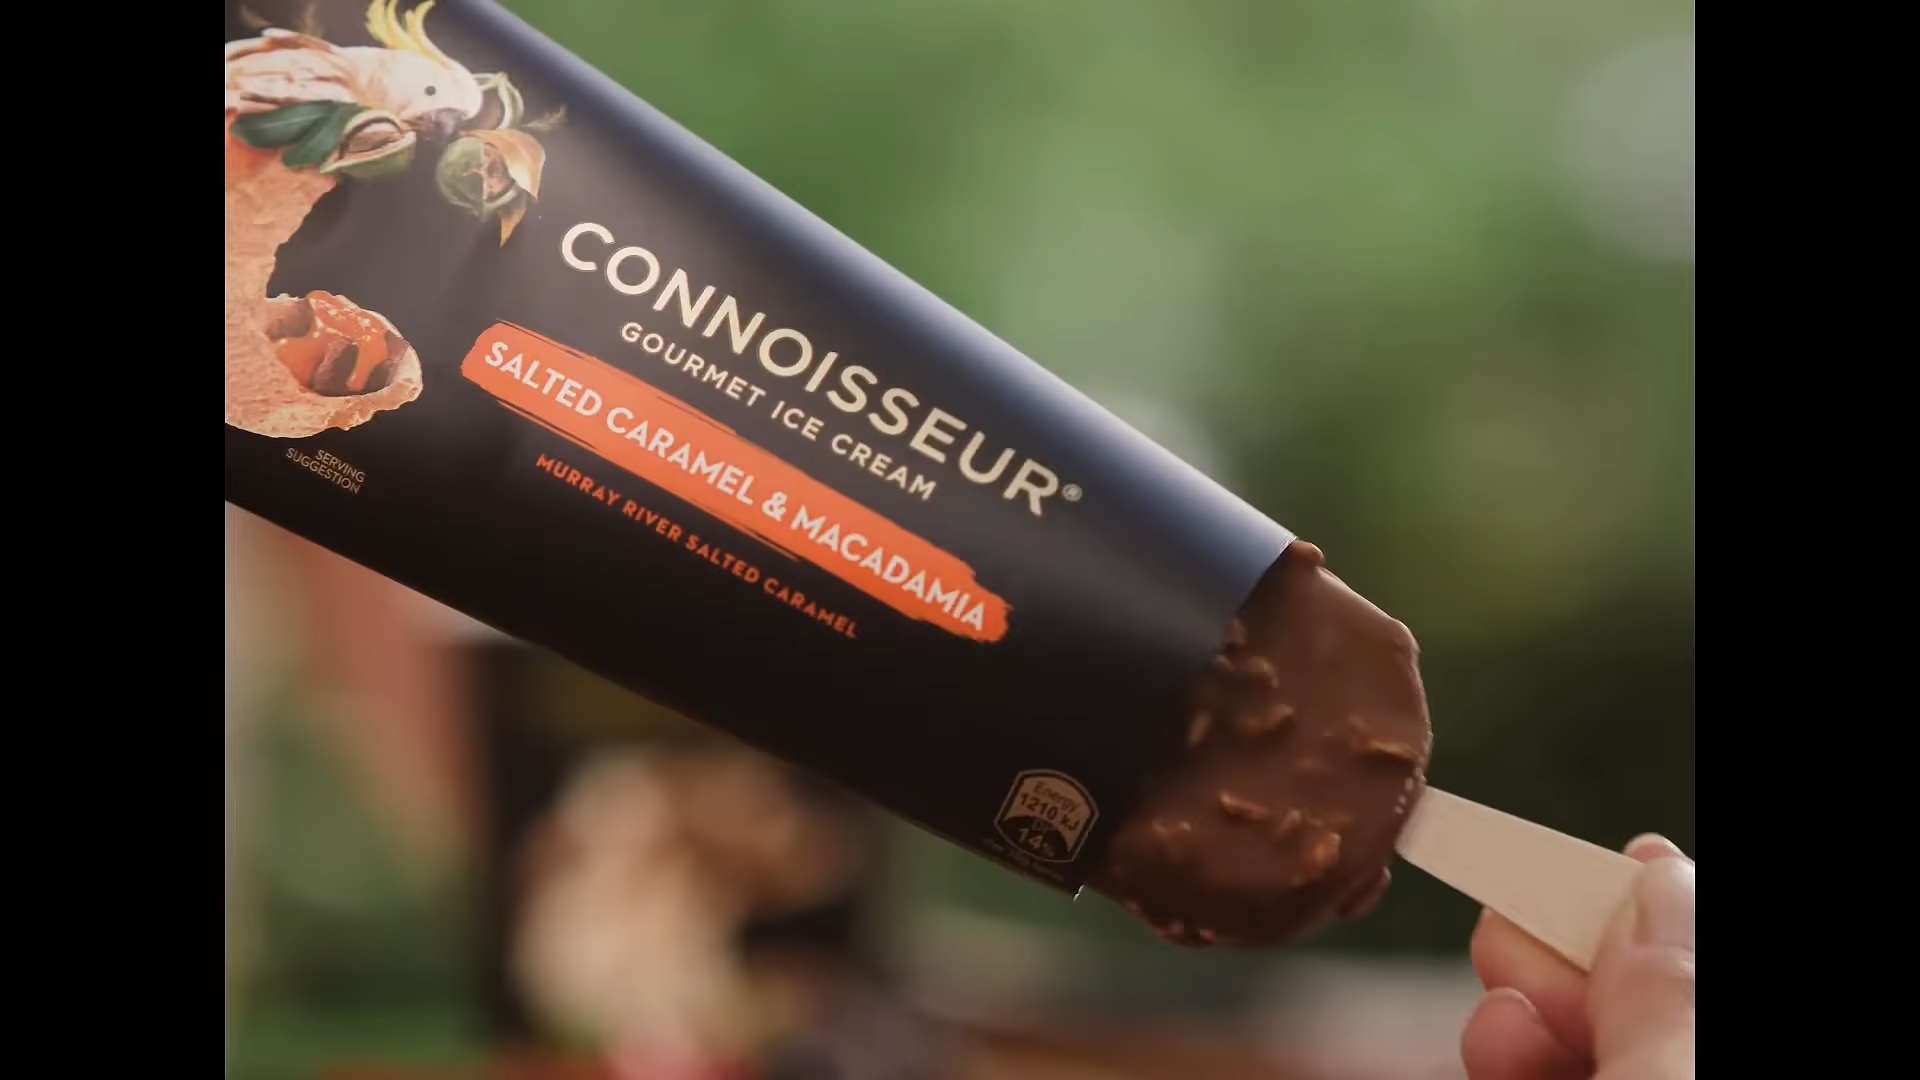 CONNOISSEUR®
GOURMET ICE CREAM
SALTED CARAMEL & MACADAMIA
MURRAY RIVER SALTED CARAMEL
SERVING
SUGGESTION
Energy
1210 kJ
14%